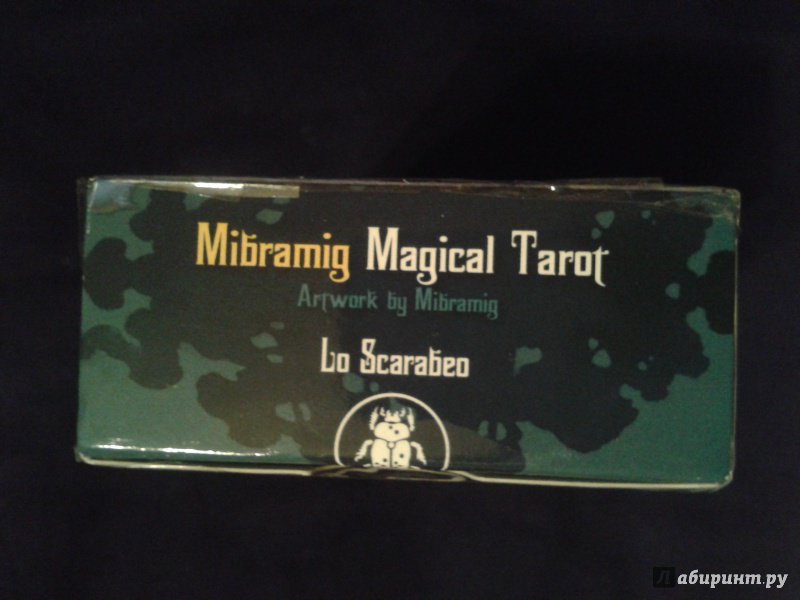 Mibramig Magical Tarot
Artwork by Mibramig
Lo Scarabeo
Лабиринт.ру